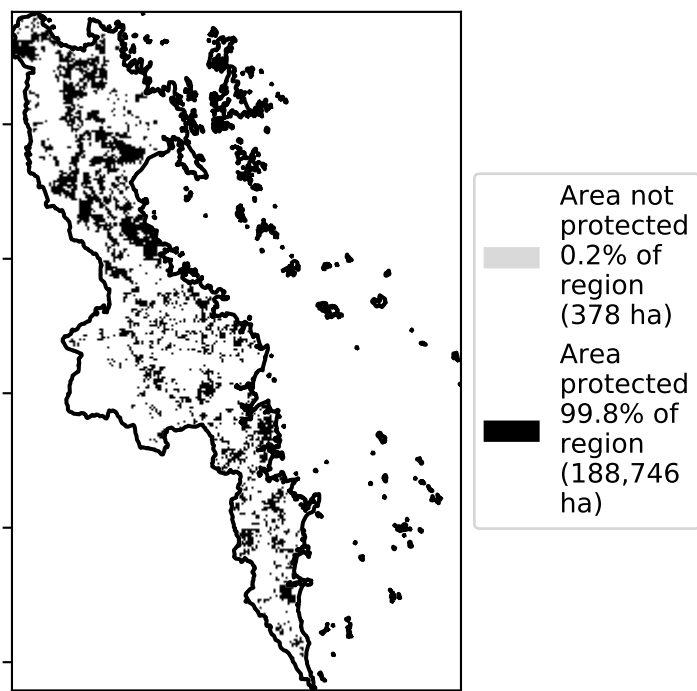 Area not
protected
0.2% of
region
(378 ha)
Area
protected
99.8% of
region
(188,746
ha)